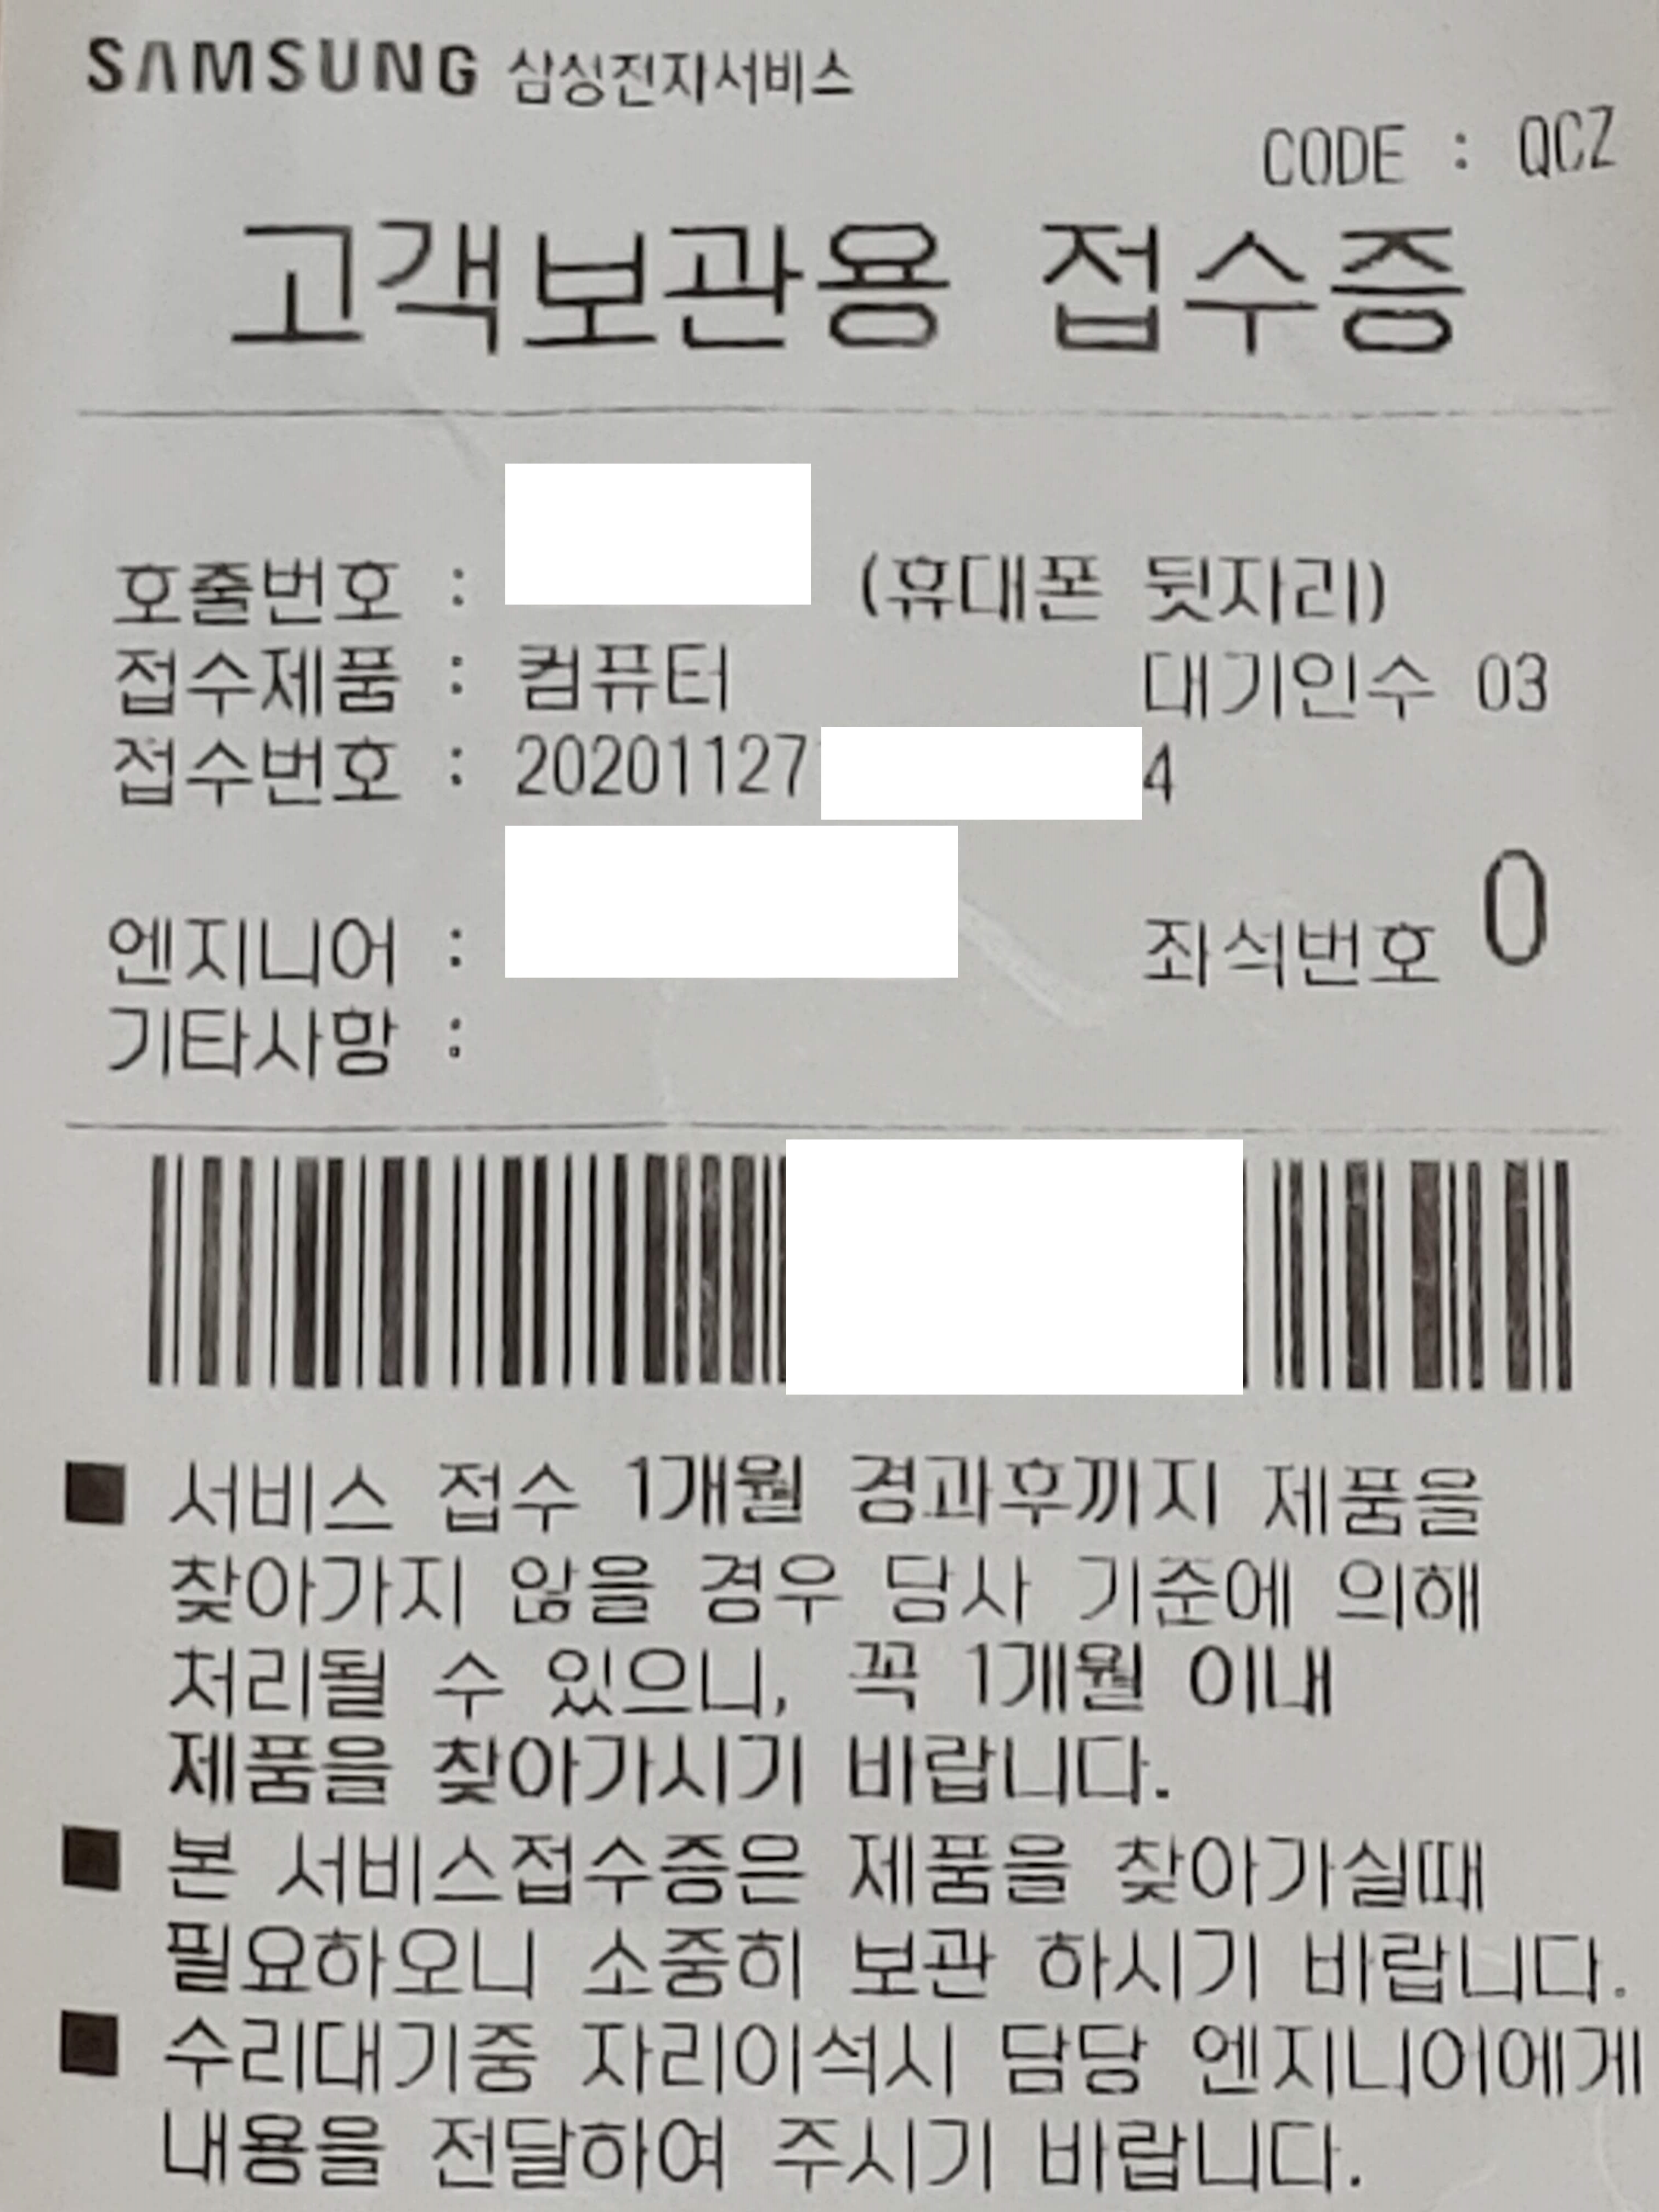 SAMSUNG 삼성전자서비스
CODE : QCZ
고객보관용 접수증
호출번호 : (휴대폰 뒷자리)
접수제품 : 컴퓨터 대기인수 03
접수번호 : 20201127 4
엔지니어 : 좌석번호 0
기타사항 :
■ 서비스 접수 1개월 경과후까지 제품을
찾아가지 않을 경우 당사 기준에 의해
처리될 수 있으니, 꼭 1개월 이내
제품을 찾아가시기 바랍니다.
■ 본 서비스접수증은 제품을 찾아가실때
필요하오니 소중히 보관 하시기 바랍니다.
■ 수리대기중 자리이석시 담당 엔지니어에게
내용을 전달하여 주시기 바랍니다.